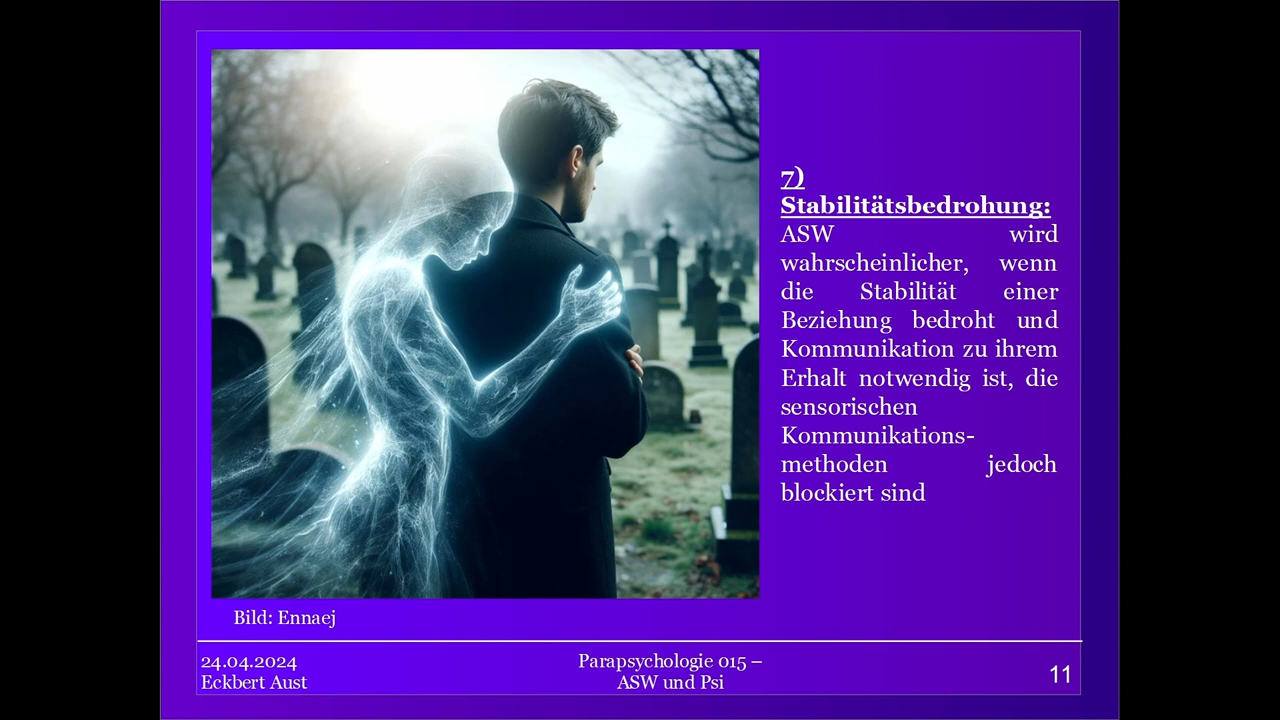 7)
Stabilitätsbedrohung:
ASW wird
wahrscheinlicher, wenn
die Stabilität einer
Beziehung bedroht und
Kommunikation zu ihrem
Erhalt notwendig ist, die
sensorischen
Kommunikations-
methoden jedoch
blockiert sind
Bild: Ennaej
24.04.2024
Eckbert Aust
Parapsychologie 015 –
ASW und Psi
11